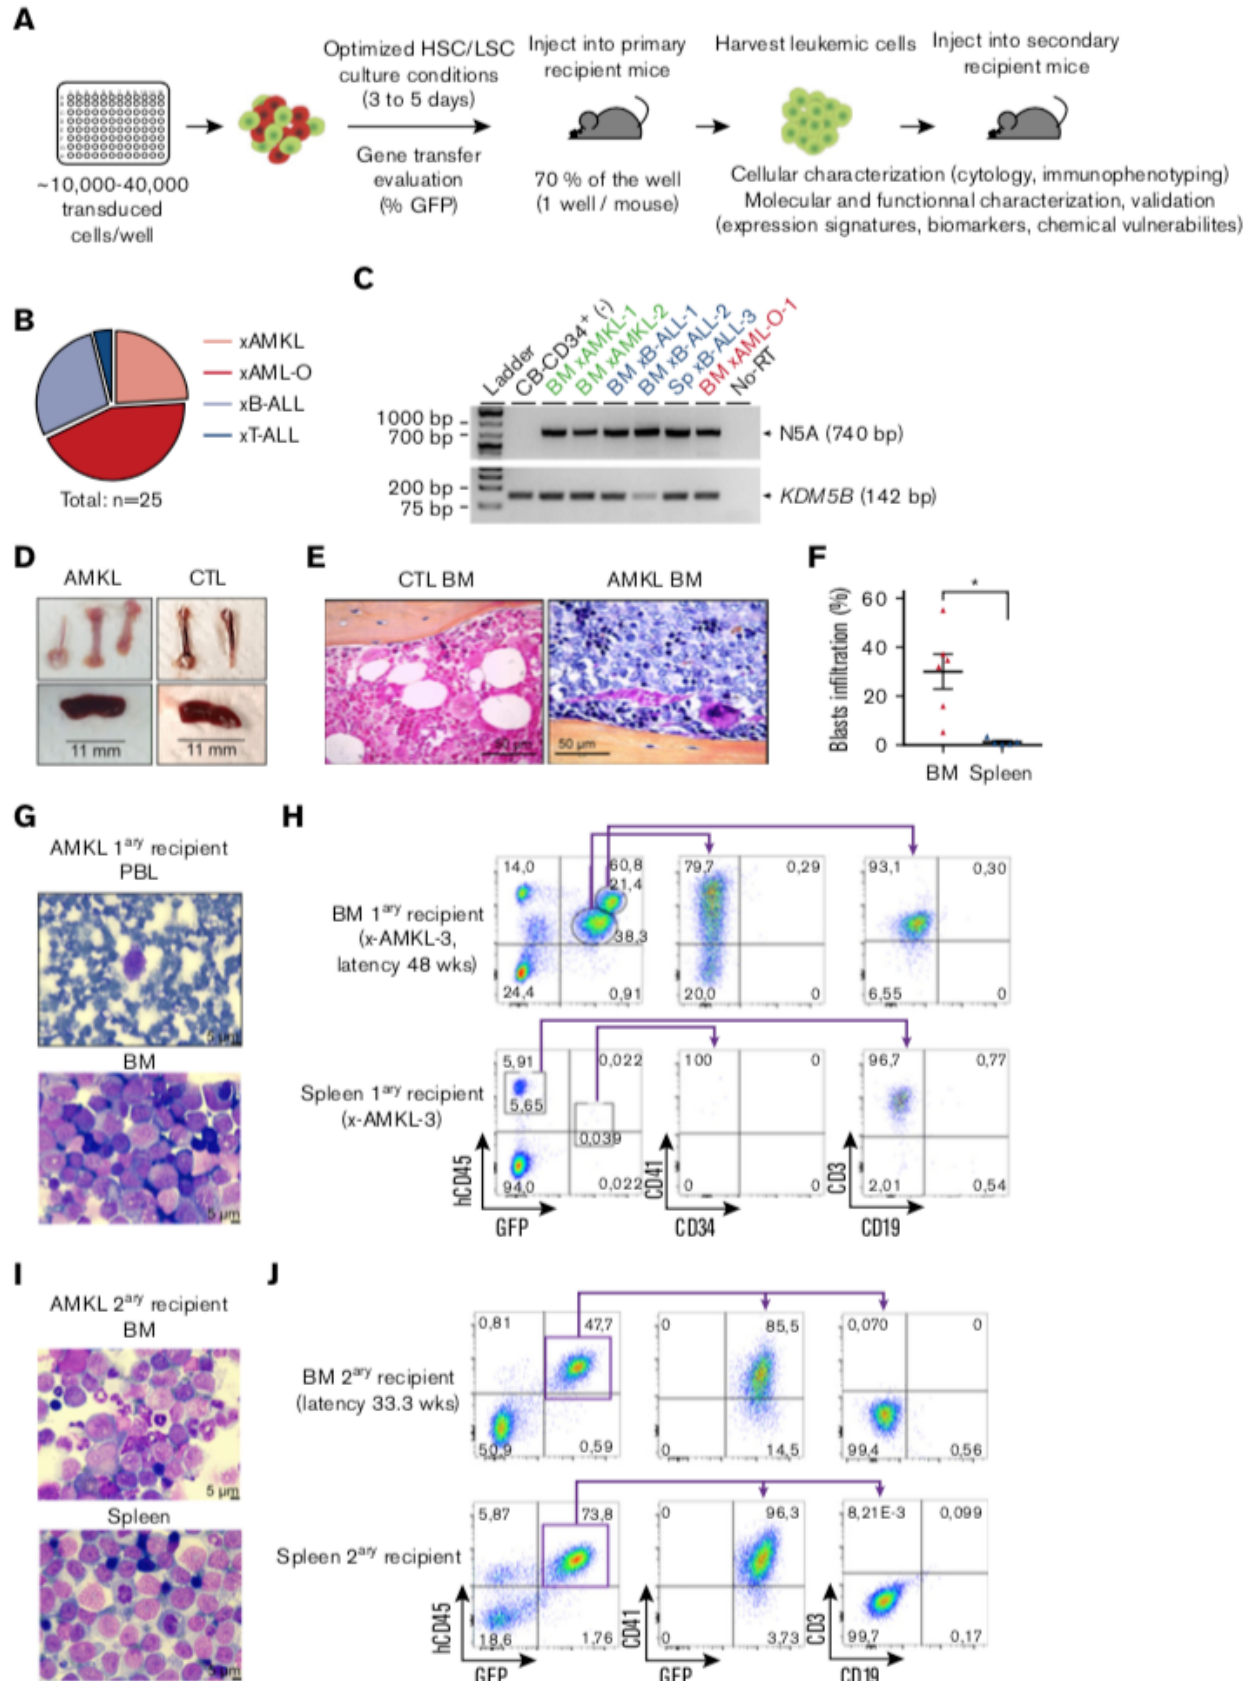 A
Optimized HSC/LSC
culture conditions
(3 to 5 days)
Gene transfer
evaluation
(% GFP)
~10,000-40,000
transduced
cells/well
Inject into primary
recipient mice
70 % of the well
(1 well / mouse)
Harvest leukemic cells
Inject into secondary
recipient mice
Cellular characterization (cytology, immunophenotyping)
Molecular and functionnal characterization, validation
(expression signatures, biomarkers, chemical vulnerabilites)
B
xAMKL
xAML-O
xB-ALL
xT-ALL
Total: n=25
C
Ladder
CB-CD34+ (-)
BM xAMKL-1
BM xAMKL-2
BM xB-ALL-1
BM xB-ALL-2
Sp xB-ALL-3
BM xAML-O-1
No-RT
1000 bp
700 bp
N5A (740 bp)
200 bp
75 bp
KDM5B (142 bp)
D
AMKL
CTL
11 mm
11 mm
E
CTL BM
AMKL BM
50 µm
50 µm
F
Blasts infiltration (%)
60
40
20
0
*
BM
Spleen
G
AMKL 1ary recipient
PBL
5 µm
BM
5 µm
H
BM 1ary recipient
(x-AMKL-3,
latency 48 wks)
14,0
60,8
21,4
38,3
24,4
0,91
79,7
0,29
20,0
0
93,1
0,30
6,55
0
Spleen 1ary recipient
(x-AMKL-3)
5,91
0,022
5,65
0,039
94,0
0,022
100
0
0
0
96,7
0,77
2,01
0,54
hCD45
GFP
CD41
CD34
CD3
CD19
I
AMKL 2ary recipient
BM
5 µm
Spleen
5 µm
J
BM 2ary recipient
(latency 33.3 wks)
0,81
47,7
50,9
0,59
0
85,5
0
14,5
0,070
0
99,4
0,56
Spleen 2ary recipient
5,87
73,8
18,6
1,76
0
96,3
0
3,73
8,21E-3
0,099
99,7
0,17
hCD45
GFP
CD41
GFP
CD3
CD19